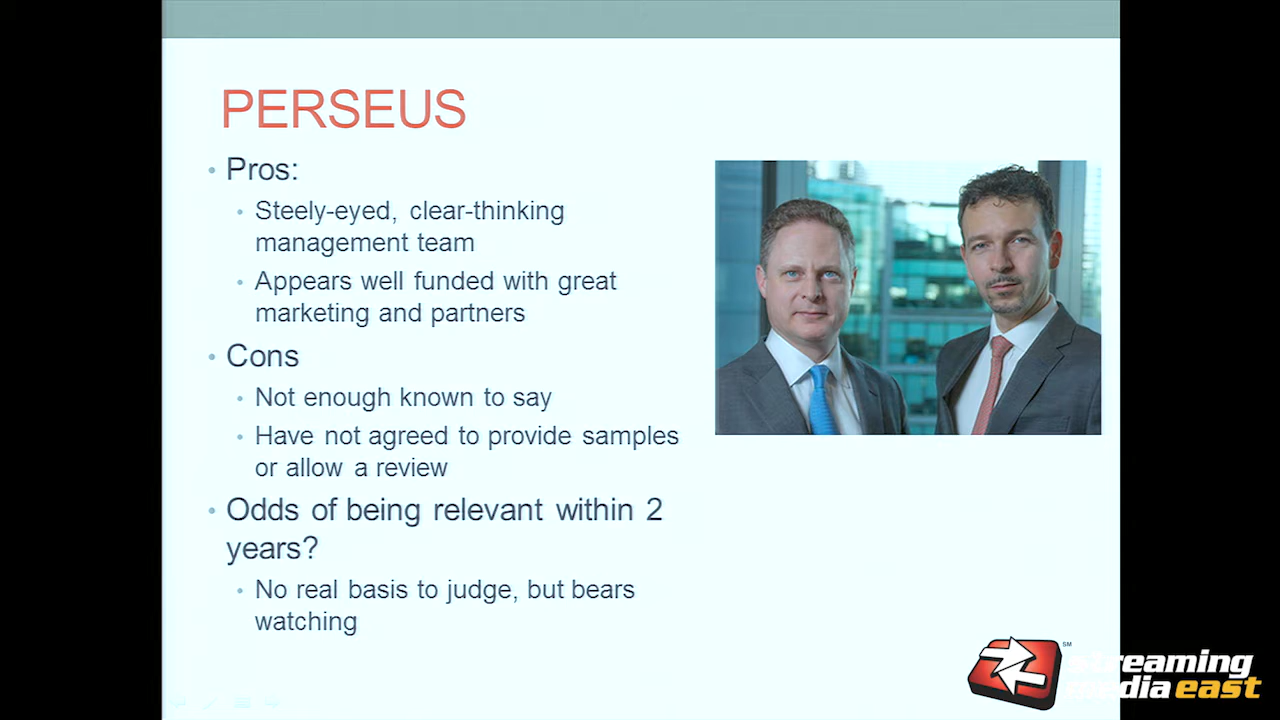 PERSEUS
• Pros:
• Steely-eyed, clear-thinking
management team
• Appears well funded with great
marketing and partners
• Cons
• Not enough known to say
• Have not agreed to provide samples
or allow a review
• Odds of being relevant within 2
years?
• No real basis to judge, but bears
watching
SM
streaming
media east